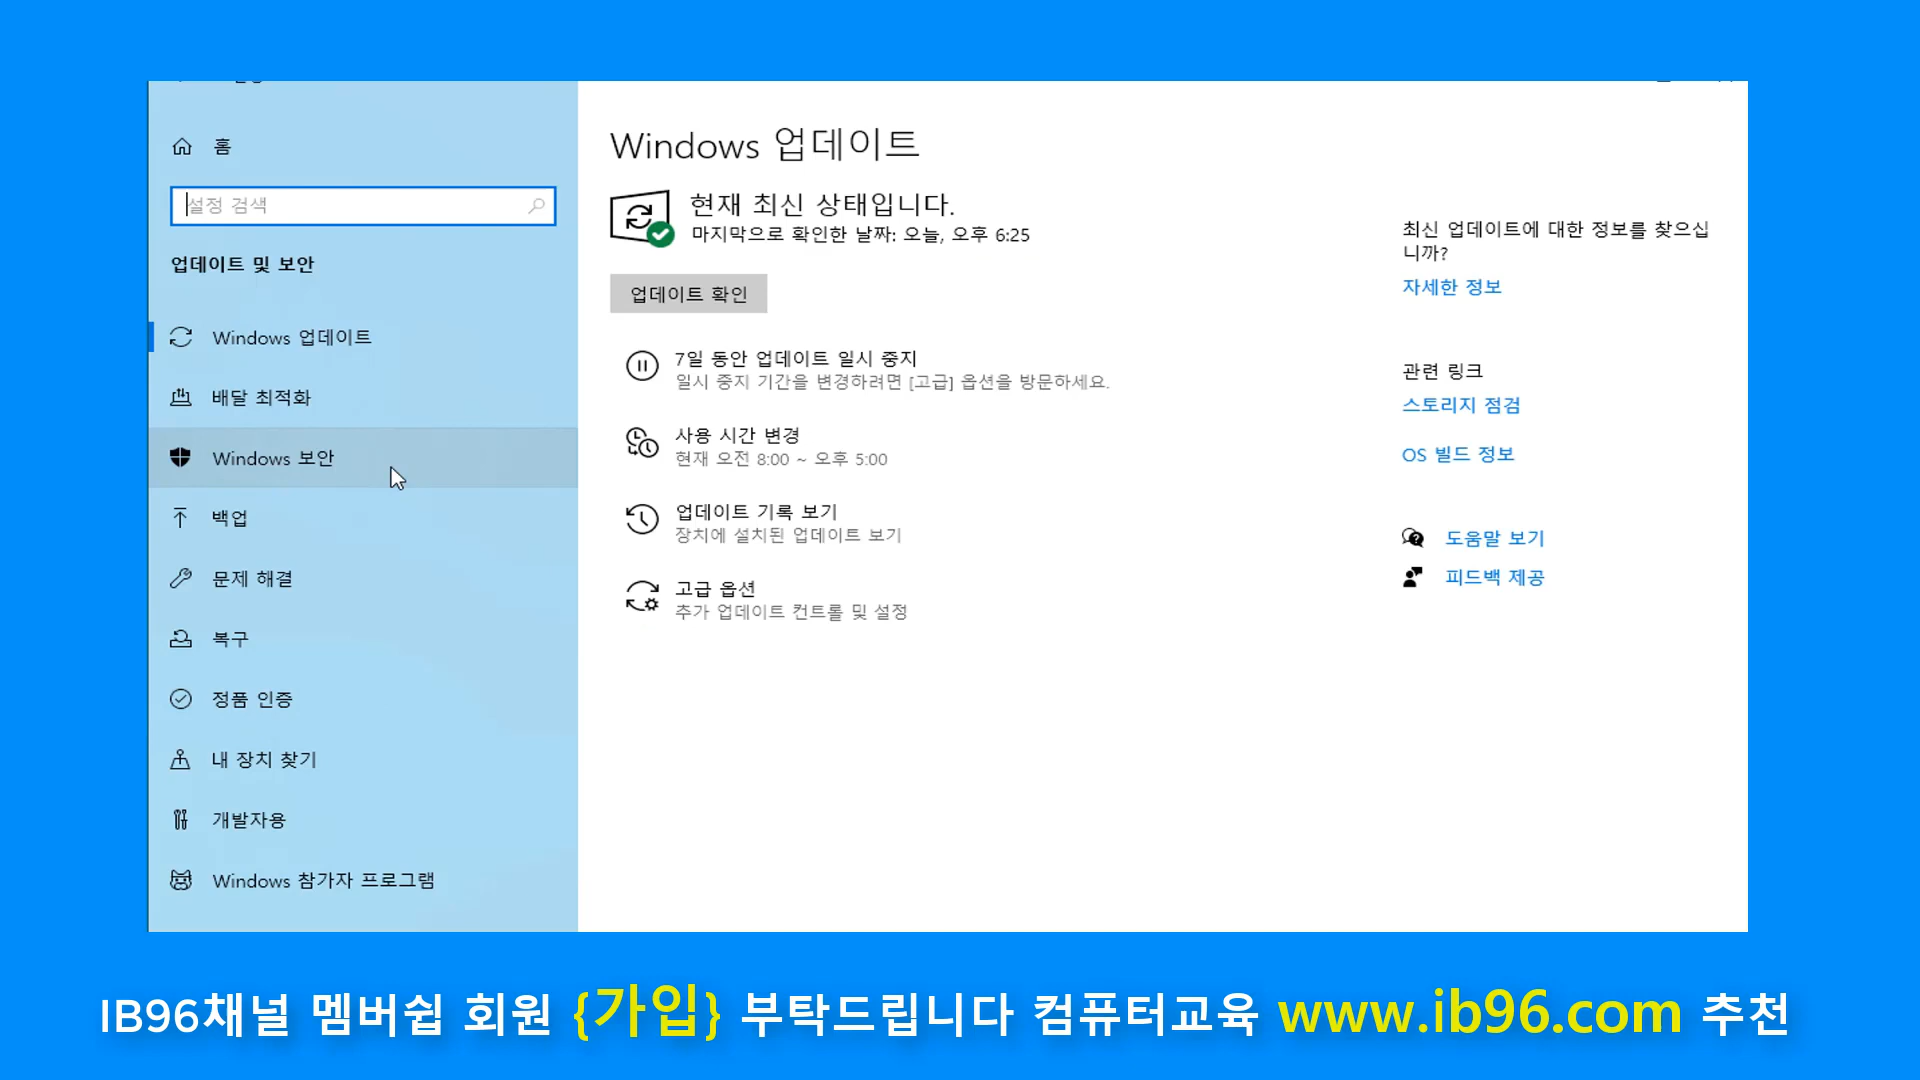 홈
설정 검색
업데이트 및 보안
Windows 업데이트
배달 최적화
Windows 보안
백업
문제 해결
복구
정품 인증
내 장치 찾기
개발자용
Windows 참가자 프로그램
Windows 업데이트
현재 최신 상태입니다.
마지막으로 확인한 날짜: 오늘, 오후 6:25
업데이트 확인
7일 동안 업데이트 일시 중지
일시 중지 기간을 변경하려면 [고급] 옵션을 방문하세요.
사용 시간 변경
현재 오전 8:00 ~ 오후 5:00
업데이트 기록 보기
장치에 설치된 업데이트 보기
고급 옵션
추가 업데이트 컨트롤 및 설정
최신 업데이트에 대한 정보를 찾으십
니까?
자세한 정보
관련 링크
스토리지 점검
OS 빌드 정보
도움말 보기
피드백 제공
IB96채널 멤버쉽 회원 {가입} 부탁드립니다 컴퓨터교육 www.ib96.com 추천